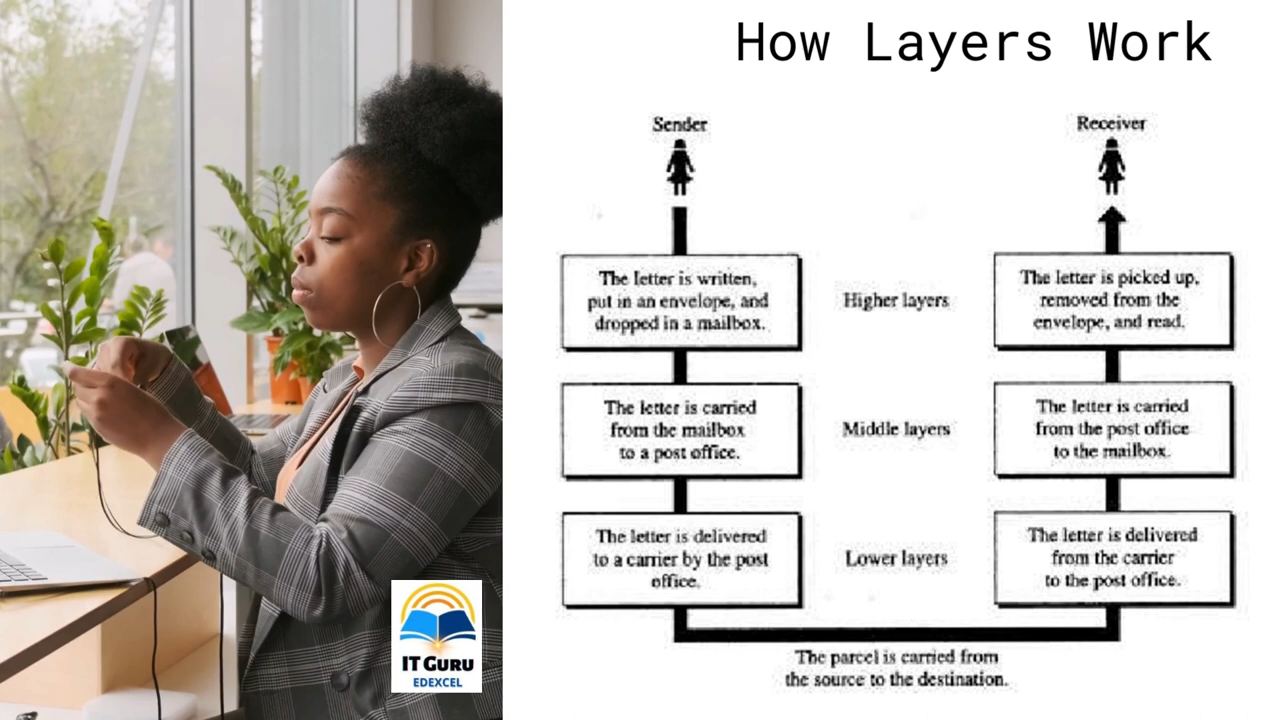 How Layers Work
Sender
Receiver
The letter is written,
put in an envelope, and
dropped in a mailbox.
Higher layers
The letter is picked up,
removed from the
envelope, and read.
The letter is carried
from the mailbox
to a post office.
Middle layers
The letter is carried
from the post office
to the mailbox.
The letter is delivered
to a carrier by the post
office.
Lower layers
The letter is delivered
from the carrier
to the post office.
The parcel is carried from
the source to the destination.
IT GURU
EDEXCEL